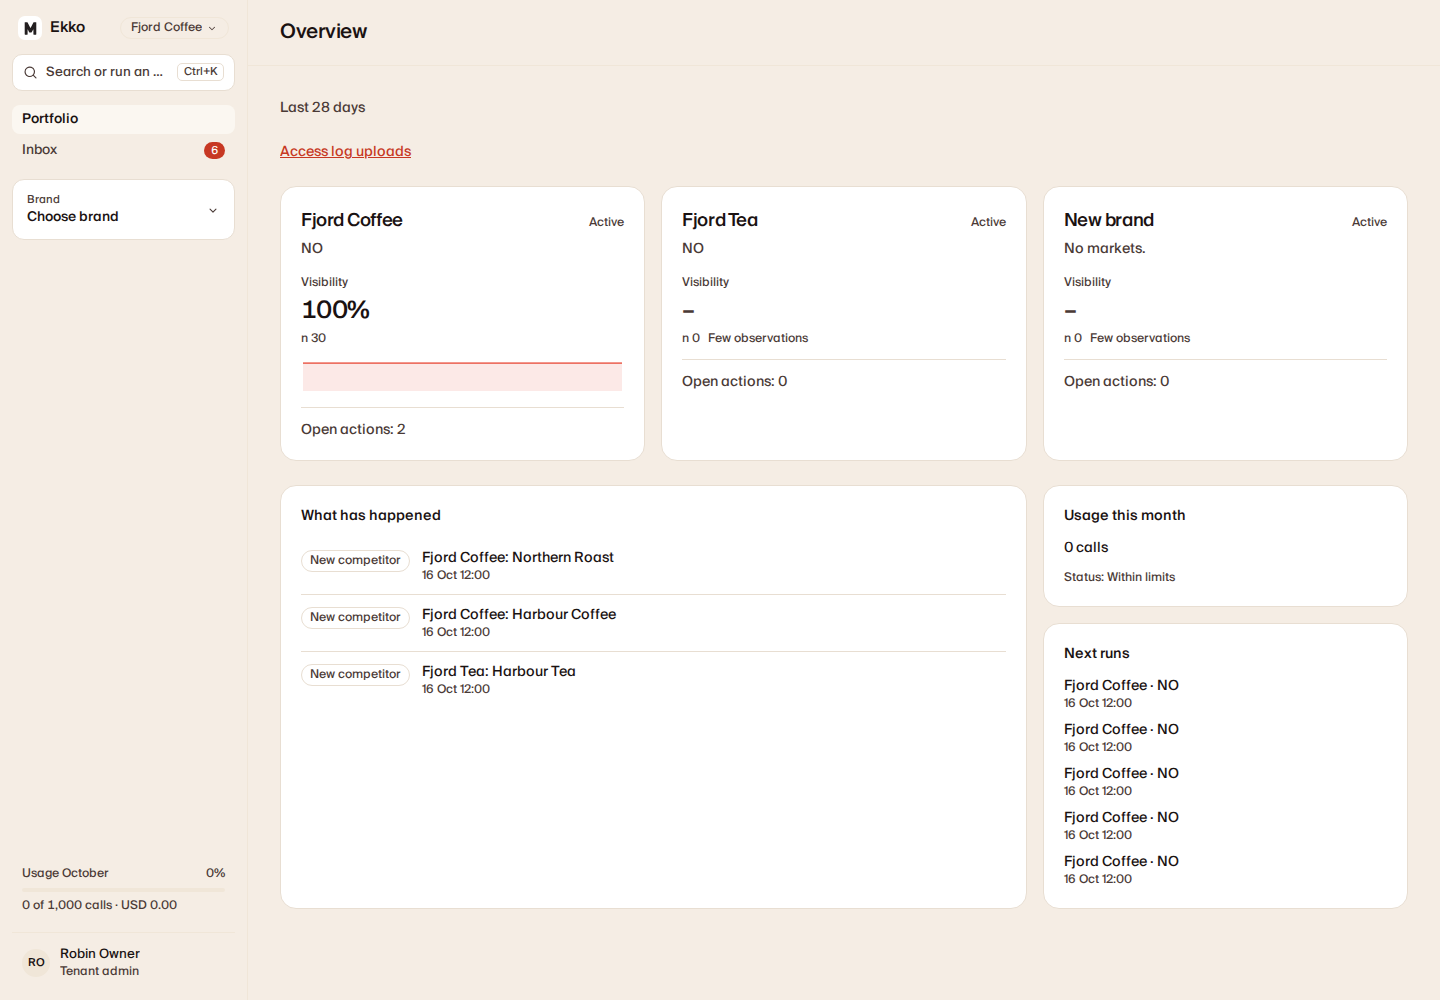 M Ekko
Fjord Coffee
Search or run an ...
Ctrl+K
Portfolio
Inbox
6
Brand
Choose brand
Usage October
0%
0 of 1,000 calls · USD 0.00
RO
Robin Owner
Tenant admin
Overview
Last 28 days
Access log uploads
Fjord Coffee
Active
NO
Visibility
100%
n 30
Open actions: 2
Fjord Tea
Active
NO
Visibility
–
n 0 Few observations
Open actions: 0
New brand
Active
No markets.
Visibility
–
n 0 Few observations
Open actions: 0
What has happened
New competitor
Fjord Coffee: Northern Roast
16 Oct 12:00
New competitor
Fjord Coffee: Harbour Coffee
16 Oct 12:00
New competitor
Fjord Tea: Harbour Tea
16 Oct 12:00
Usage this month
0 calls
Status: Within limits
Next runs
Fjord Coffee · NO
16 Oct 12:00
Fjord Coffee · NO
16 Oct 12:00
Fjord Coffee · NO
16 Oct 12:00
Fjord Coffee · NO
16 Oct 12:00
Fjord Coffee · NO
16 Oct 12:00